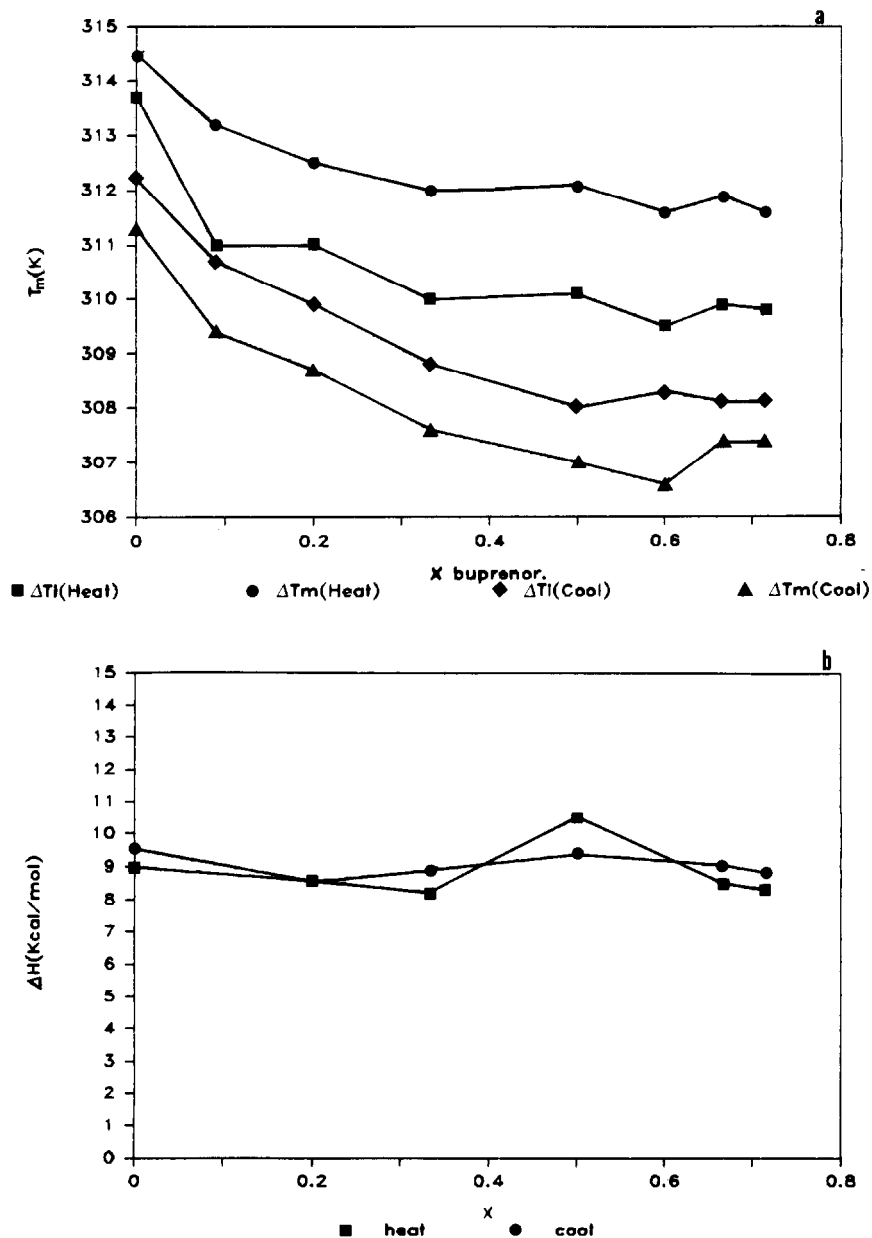 a
315
314
313
312
311
310
309
308
307
306
Tm(K)
0 0.2 0.4 0.6 0.8
X buprenor.
ΔTl(Heat) ΔTm(Heat) ΔTl(Cool) ΔTm(Cool)
b
15
14
13
12
11
10
9
8
7
6
5
4
3
2
1
0
ΔH(Kcal/mol)
0 0.2 0.4 0.6 0.8
X
heat cool